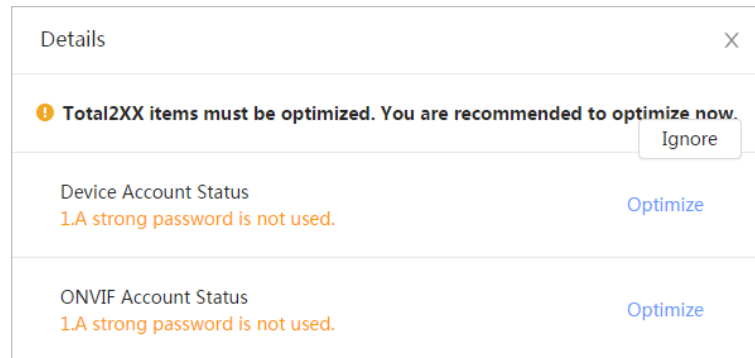 Details
Total2XX items must be optimized. You are recommended to optimize now.
Ignore
Device Account Status
1.A strong password is not used.
Optimize
ONVIF Account Status
1.A strong password is not used.
Optimize